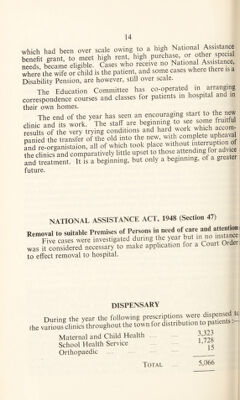 14
which had been over scale owing to a high National Assistance
benefit grant, to meet high rent, high purchase, or other special
needs, became eligible. Cases who receive no National Assistance,
where the wife or child is the patient, and some cases where there is a
Disability Pension, are however, still over scale.
The Education Committee has co-operated in arranging
correspondence courses and classes for patients in hospital and in
their own homes.
The end of the year has seen an encouraging start to the new
clinic and its work. The staff are beginning to see some fruitful
results of the very trying conditions and hard work which accom-
panied the transfer of the old into the new, with complete upheaval
and re-organistaion, all of which took place without interruption of
the clinics and comparatively little upset to those attending for advice
and treatment. It is a beginning, but only a beginning, of a greater
future.
NATIONAL ASSISTANCE ACT, 1948 (Section 47)
Removal to suitable Premises of Persons in need of care and attention
Five cases were investigated during the year but in no instance
was it considered necessary to make application for a Court Order
to effect removal to hospital.
DISPENSARY
During the year the following prescriptions were dispensed to
the various clinics throughout the town for distribution to patients :—
Maternal and Child Health ... ... 3,323
School Health Service ... ... 1,728
Orthopaedic ... ... ... 15
TOTAL ... 5,066